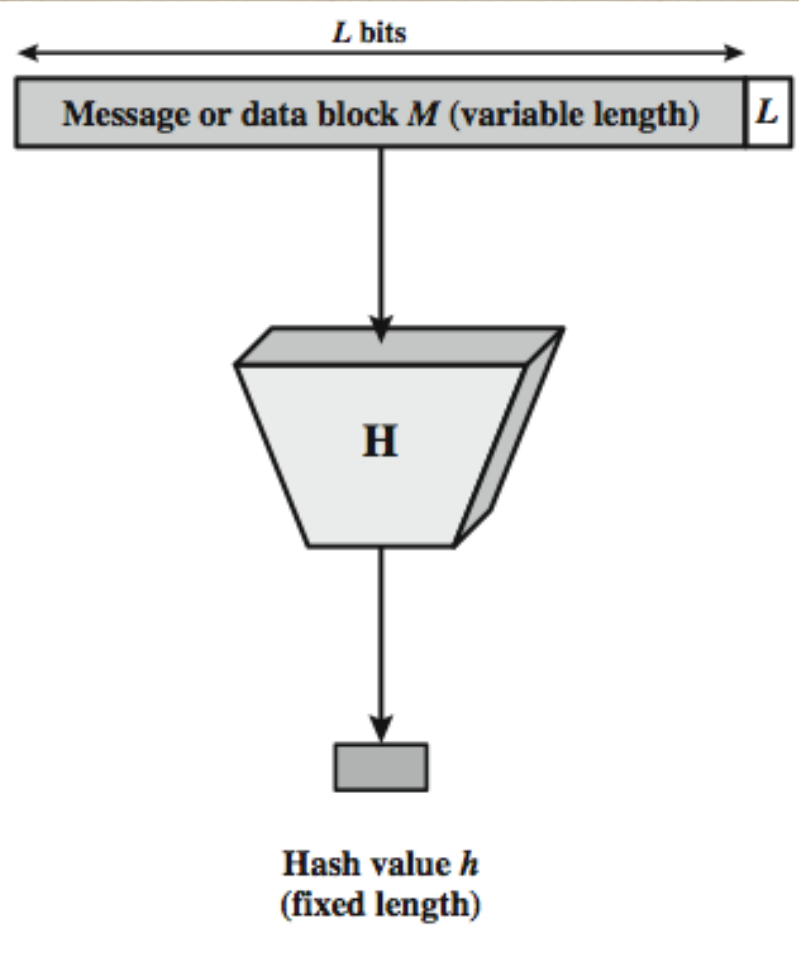 L bits
Message or data block M (variable length) L
H
Hash value h
(fixed length)